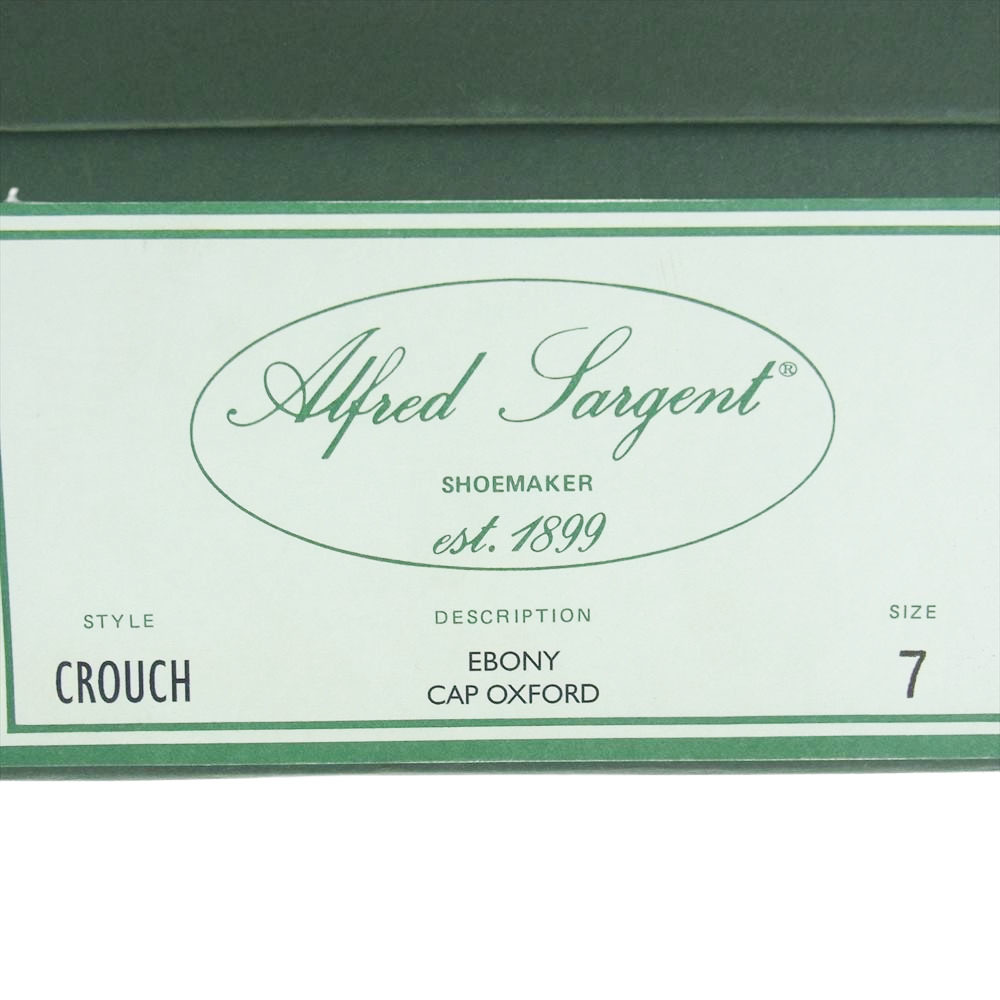 Alfred Sargent®
SHOEMAKER
est. 1899
STYLE DESCRIPTION SIZE
CROUCH EBONY 7
CAP OXFORD